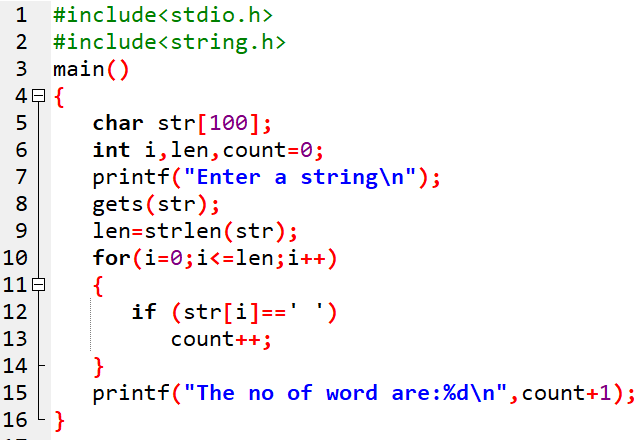 1 #include<stdio.h>
2 #include<string.h>
3 main()
4 {
5 char str[100];
6 int i,len,count=0;
7 printf("Enter a string\n");
8 gets(str);
9 len=strlen(str);
10 for(i=0;i<=len;i++)
11 {
12 if (str[i]==' ')
13 count++;
14 }
15 printf("The no of word are:%d\n",count+1);
16 }